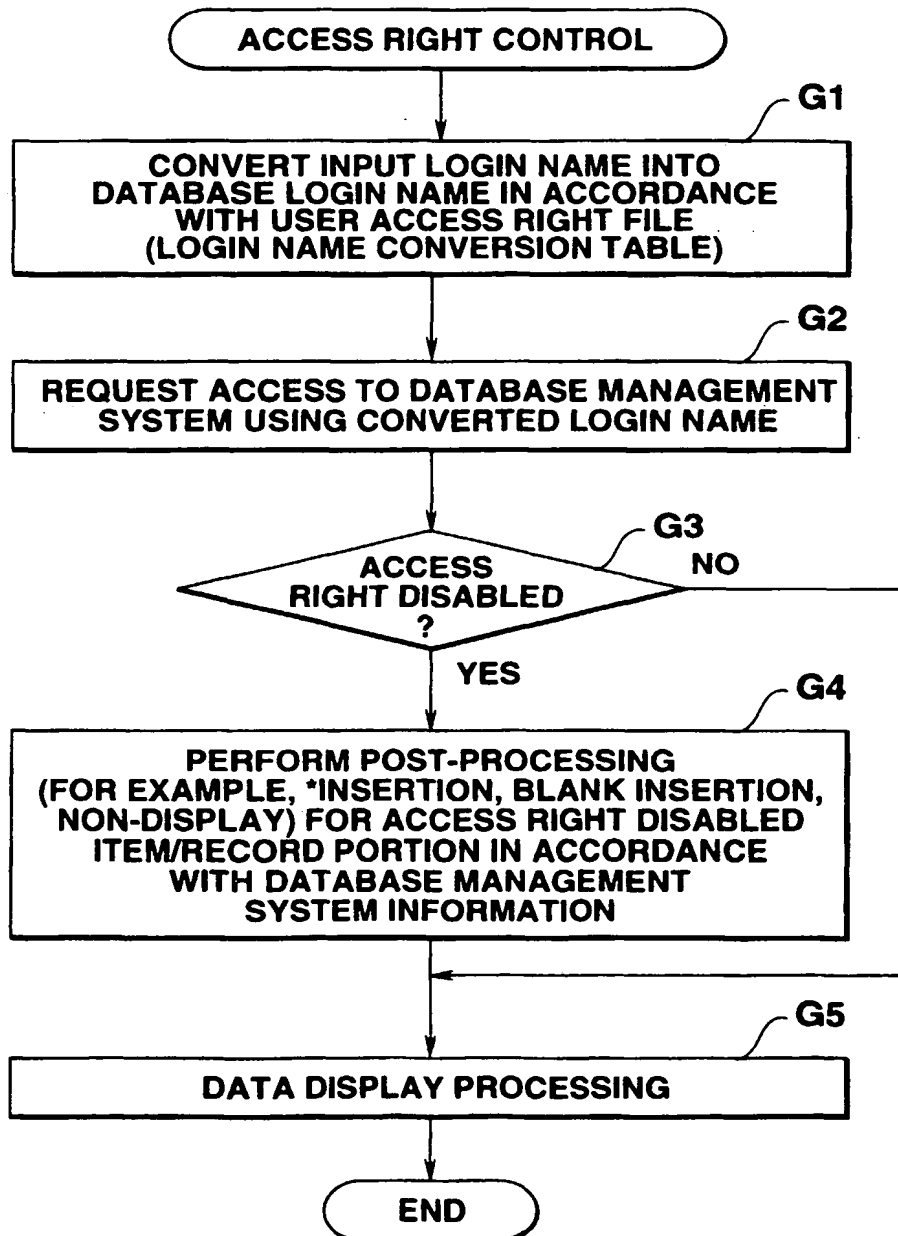 ACCESS RIGHT CONTROL
G1
CONVERT INPUT LOGIN NAME INTO
DATABASE LOGIN NAME IN ACCORDANCE
WITH USER ACCESS RIGHT FILE
(LOGIN NAME CONVERSION TABLE)
G2
REQUEST ACCESS TO DATABASE MANAGEMENT
SYSTEM USING CONVERTED LOGIN NAME
G3
ACCESS
RIGHT DISABLED
?
NO
YES
G4
PERFORM POST-PROCESSING
(FOR EXAMPLE, *INSERTION, BLANK INSERTION,
NON-DISPLAY) FOR ACCESS RIGHT DISABLED
ITEM/RECORD PORTION IN ACCORDANCE
WITH DATABASE MANAGEMENT
SYSTEM INFORMATION
G5
DATA DISPLAY PROCESSING
END